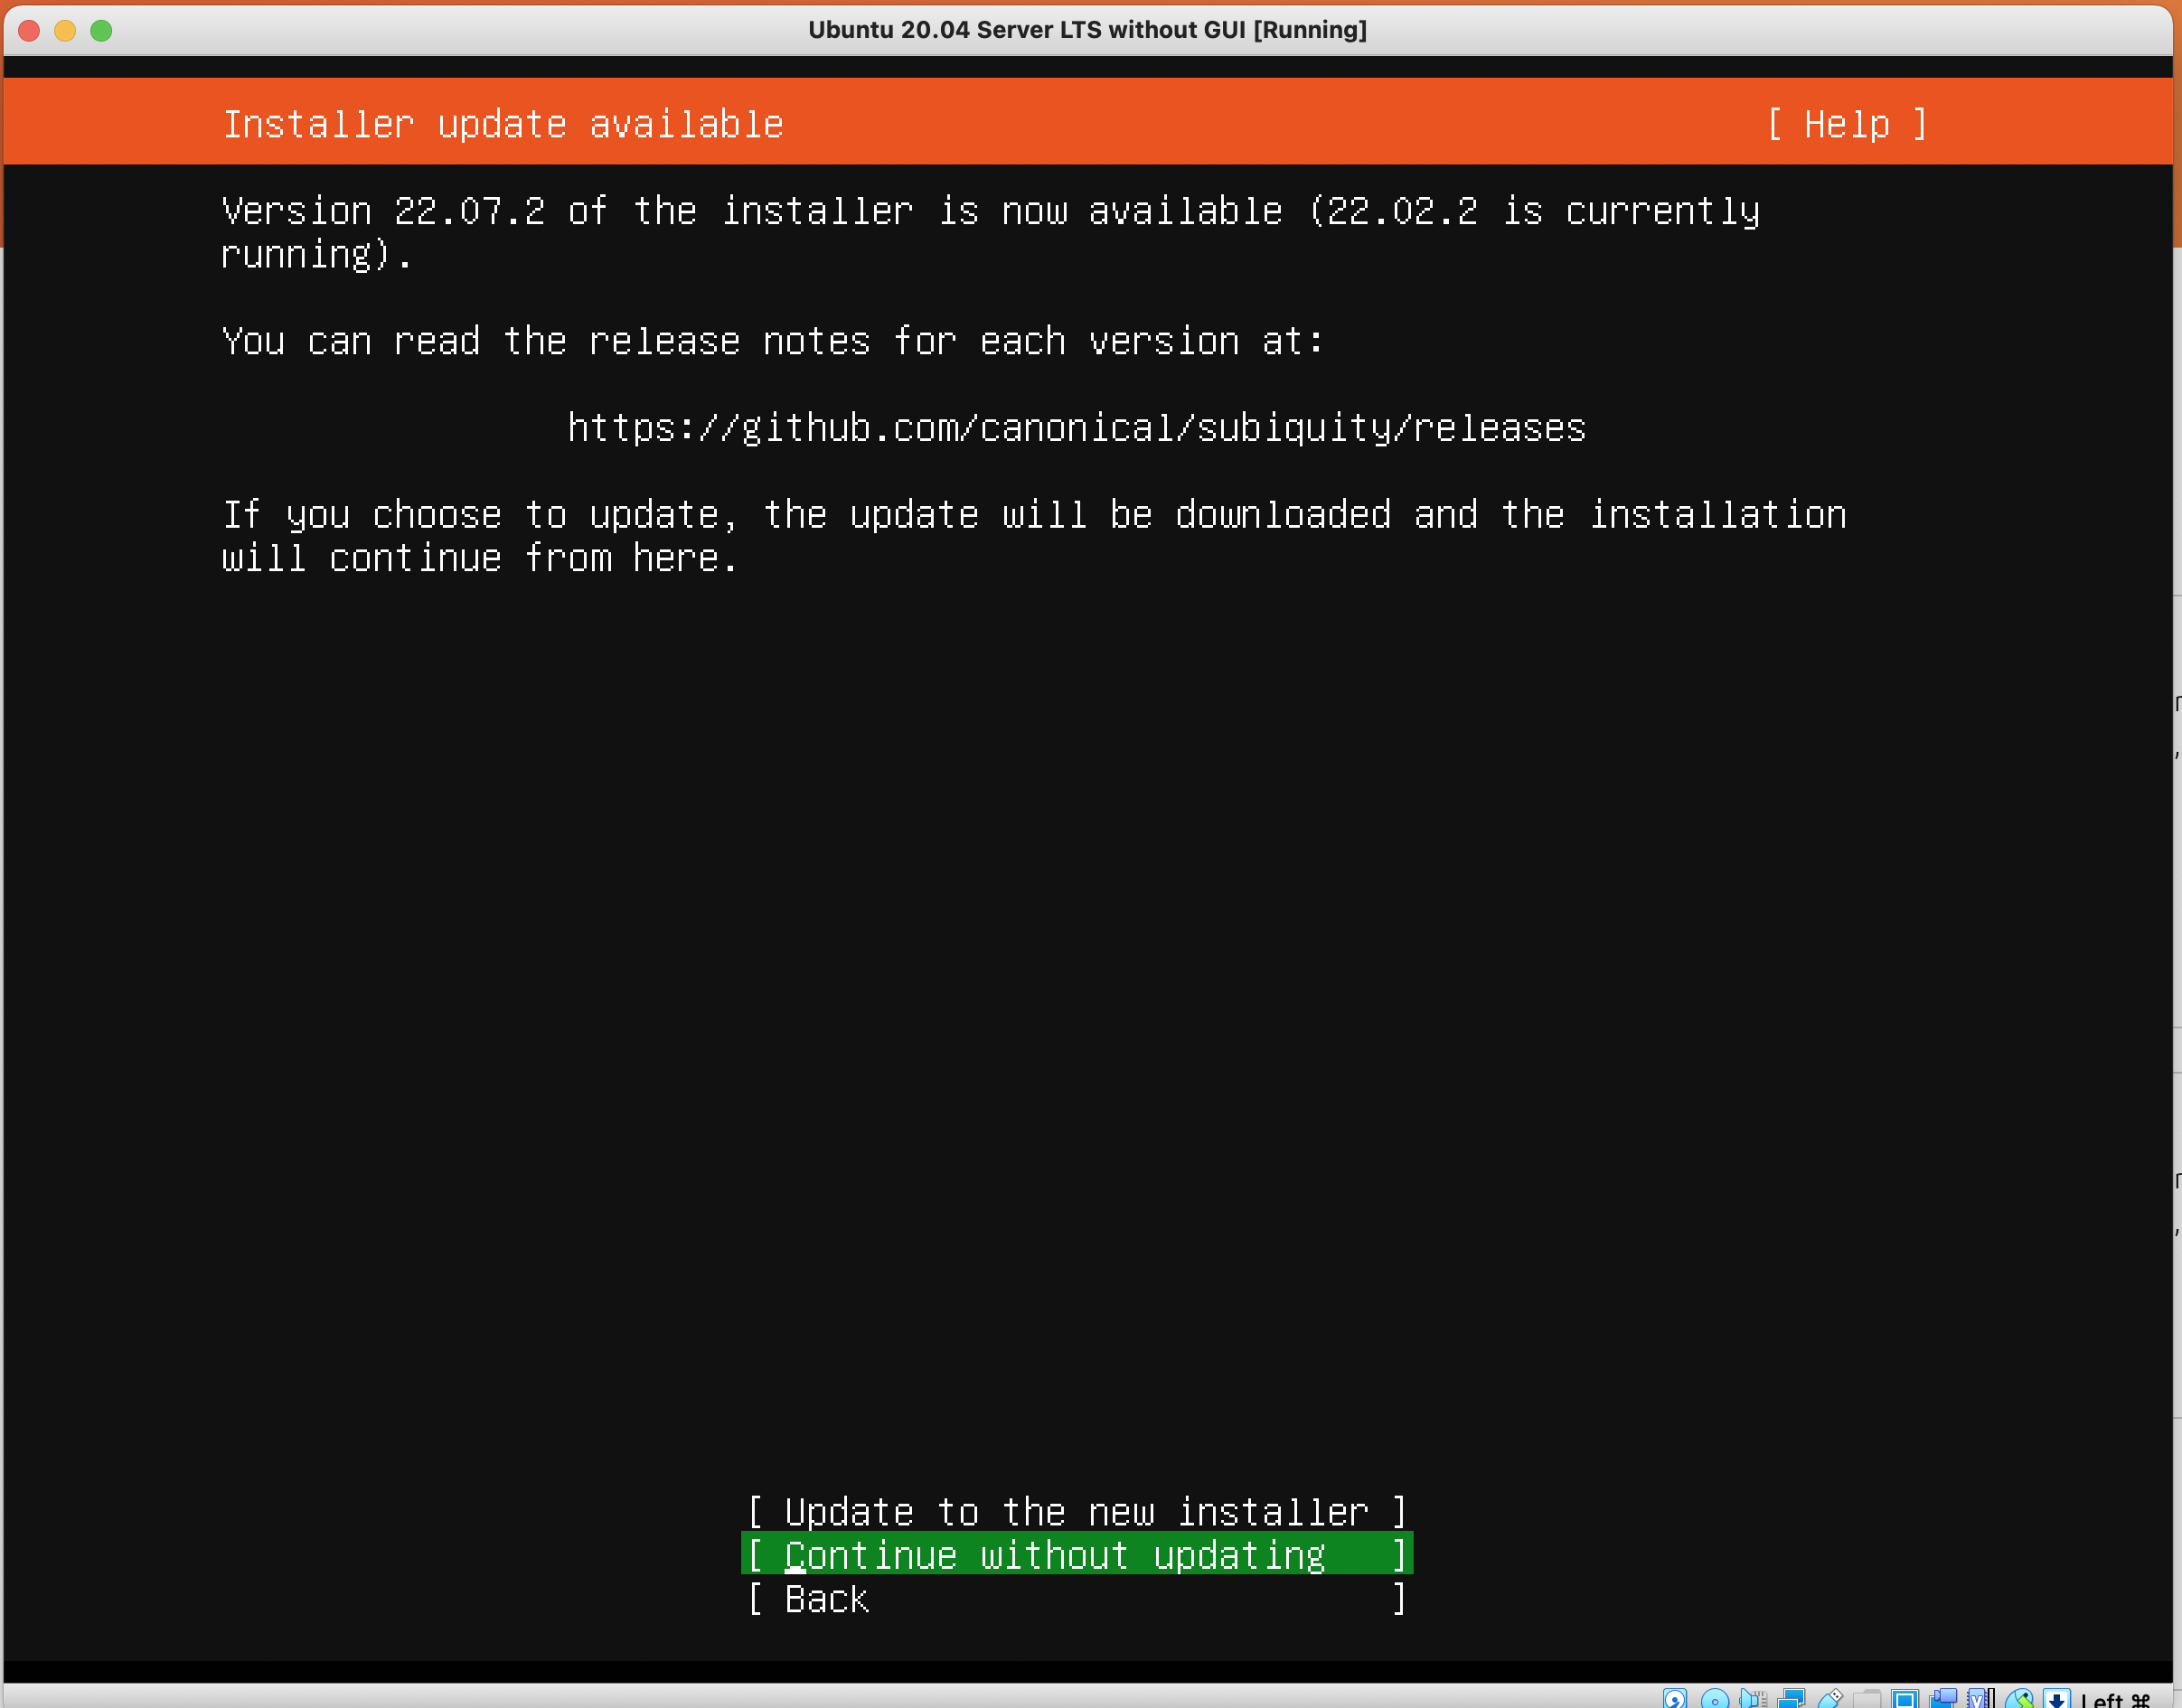 Ubuntu 20.04 Server LTS without GUI [Running]
Installer update available [ Help ]
Version 22.07.2 of the installer is now available (22.02.2 is currently
running).
You can read the release notes for each version at:
https://github.com/canonical/subiquity/releases
If you choose to update, the update will be downloaded and the installation
will continue from here.
[ Update to the new installer ]
[ Continue without updating ]
[ Back ]
Left ⌘